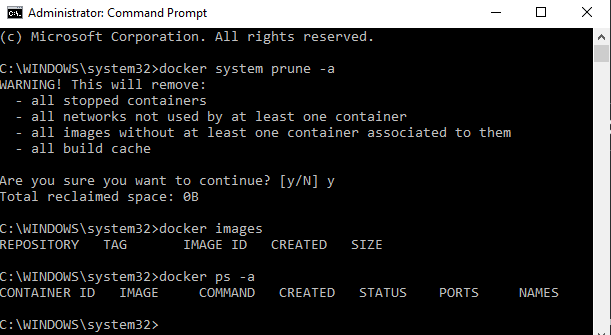 Administrator: Command Prompt
(c) Microsoft Corporation. All rights reserved.
C:\WINDOWS\system32>docker system prune -a
WARNING! This will remove:
- all stopped containers
- all networks not used by at least one container
- all images without at least one container associated to them
- all build cache
Are you sure you want to continue? [y/N] y
Total reclaimed space: 0B
C:\WINDOWS\system32>docker images
REPOSITORY TAG IMAGE ID CREATED SIZE
C:\WINDOWS\system32>docker ps -a
CONTAINER ID IMAGE COMMAND CREATED STATUS PORTS NAMES
C:\WINDOWS\system32>